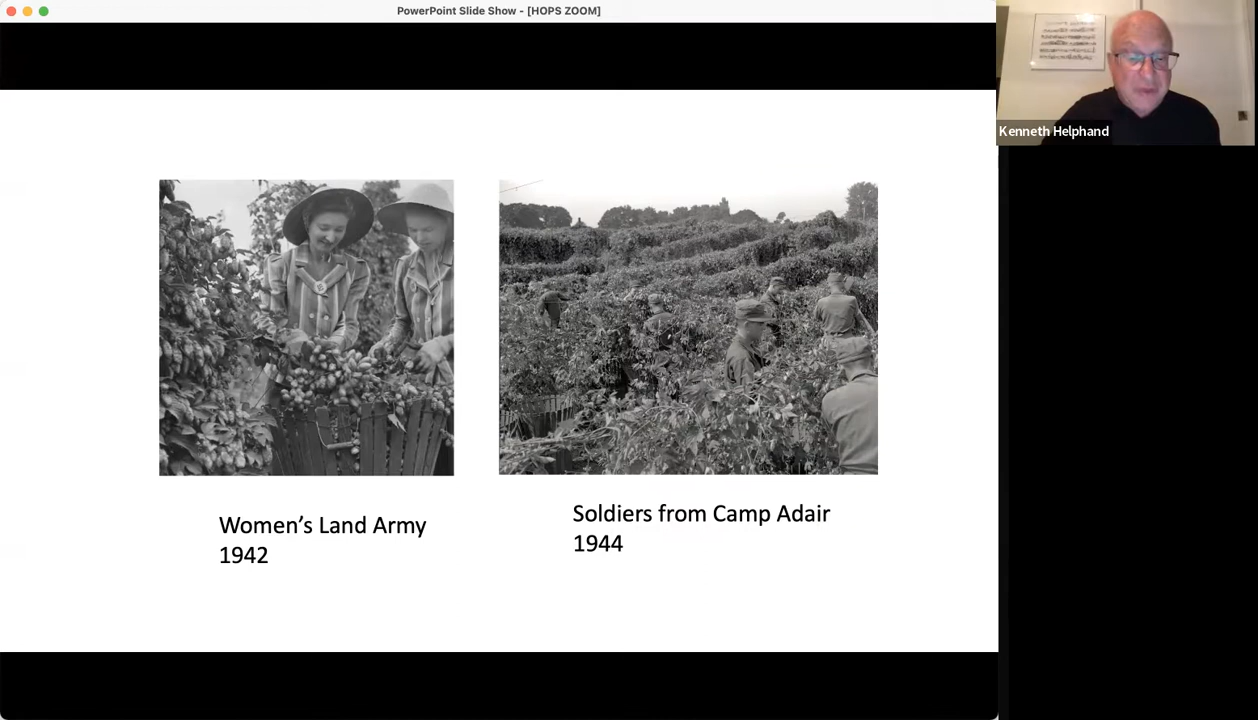 PowerPoint Slide Show - [HOPS ZOOM]
Kenneth Helphand
Women’s Land Army
1942
Soldiers from Camp Adair
1944